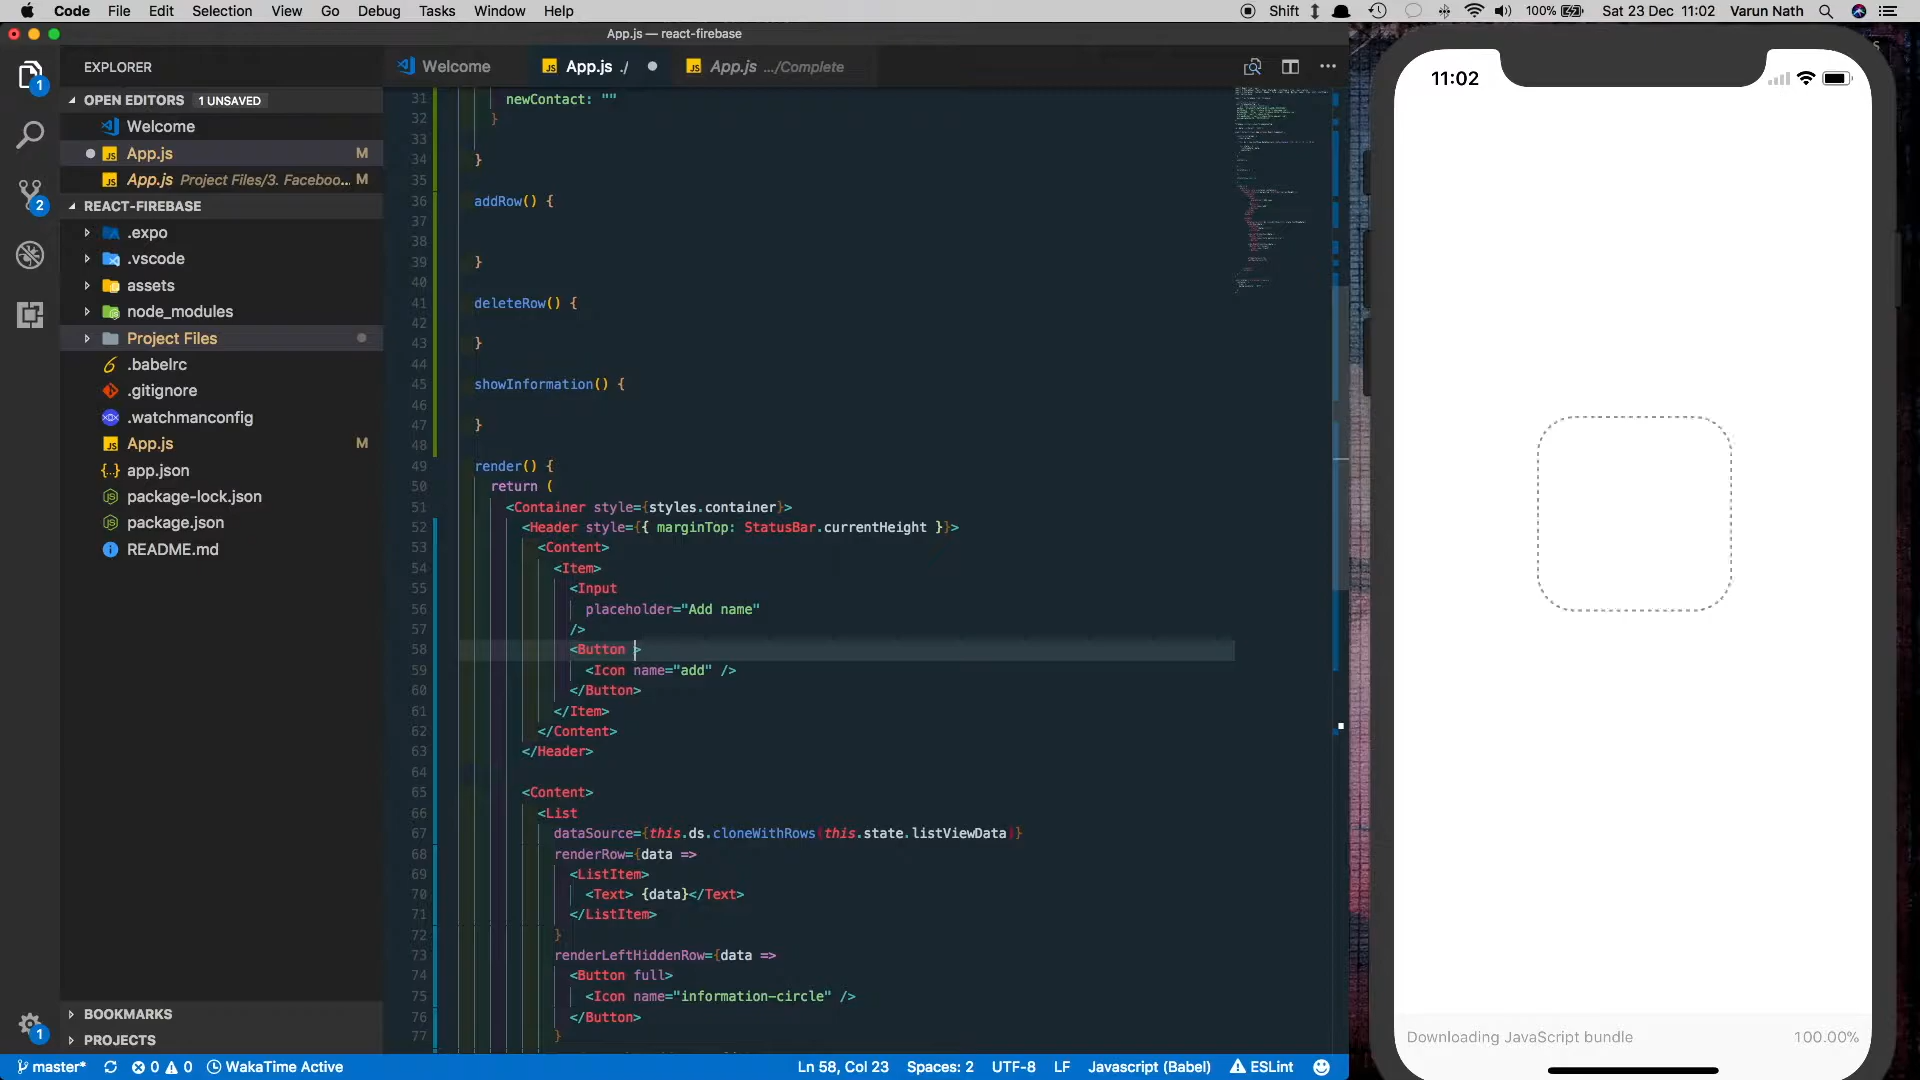 Code File Edit Selection View Go Debug Tasks Window Help
Shift 100% Sat 23 Dec 11:02 Varun Nath
App.js — react-firebase
EXPLORER
OPEN EDITORS 1 UNSAVED
Welcome
App.js M
App.js Project Files/3. Faceboo... M
REACT-FIREBASE
.expo
.vscode
assets
node_modules
Project Files
.babelrc
.gitignore
.watchmanconfig
App.js M
app.json
package-lock.json
package.json
README.md
BOOKMARKS
PROJECTS
1
2
1
Welcome App.js ./ App.js .../Complete
31 newContact: ""
32 }
33
34 }
35
36 addRow() {
37
38
39 }
40
41 deleteRow() {
42
43 }
44
45 showInformation() {
46
47 }
48
49 render() {
50 return (
51 <Container style={styles.container}>
52 <Header style={{ marginTop: StatusBar.currentHeight }}>
53 <Content>
54 <Item>
55 <Input
56 placeholder="Add name"
57 />
58 <Button >
59 <Icon name="add" />
60 </Button>
61 </Item>
62 </Content>
63 </Header>
64
65 <Content>
66 <List
67 dataSource={this.ds.cloneWithRows(this.state.listViewData)}
68 renderRow={data =>
69 <ListItem>
70 <Text> {data}</Text>
71 </ListItem>
72 }
73 renderLeftHiddenRow={data =>
74 <Button full>
75 <Icon name="information-circle" />
76 </Button>
77 }
master* 0 0 WakaTime Active Ln 58, Col 23 Spaces: 2 UTF-8 LF Javascript (Babel) ESLint
11:02
Downloading JavaScript bundle 100.00%